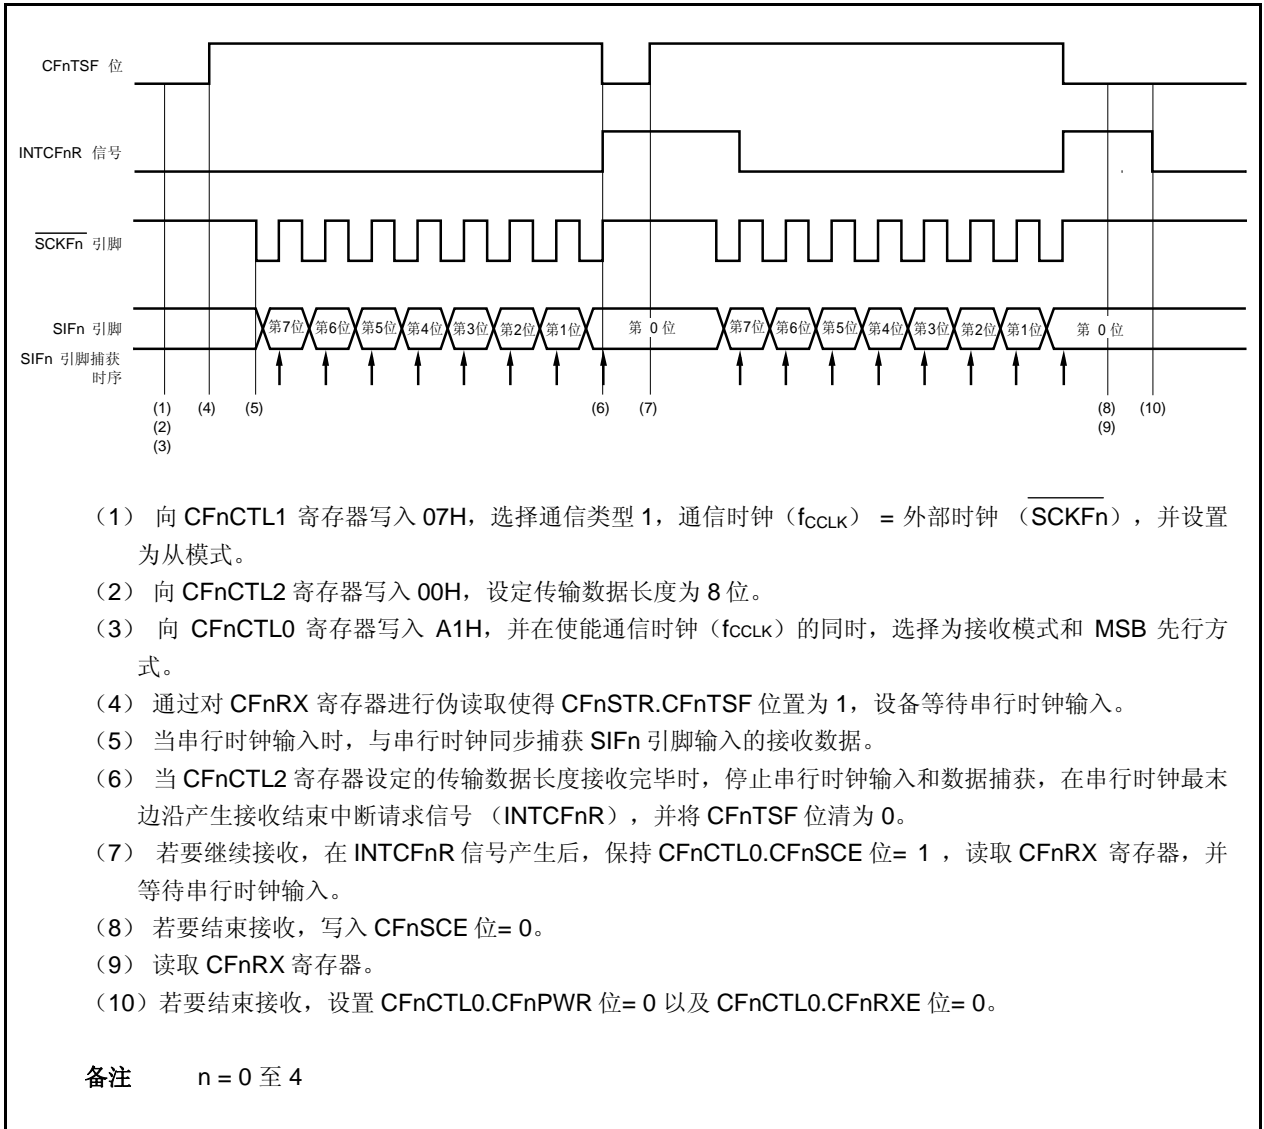 CFnTSF 位
INTCFnR 信号
SCKFn 引脚
SIFn 引脚
第7位 第6位 第5位 第4位 第3位 第2位 第1位 第 0 位 第7位 第6位 第5位 第4位 第3位 第2位 第1位 第 0 位
SIFn 引脚捕获
时序
(1) (4) (5) (6) (7) (8) (10)
(2) (9)
(3)
（1） 向 CFnCTL1 寄存器写入 07H，选择通信类型 1，通信时钟（fCCLK） = 外部时钟 （SCKFn），并设置
为从模式。
（2） 向 CFnCTL2 寄存器写入 00H，设定传输数据长度为 8 位。
（3） 向 CFnCTL0 寄存器写入 A1H，并在使能通信时钟（fCCLK）的同时，选择为接收模式和 MSB 先行方
式。
（4） 通过对 CFnRX 寄存器进行伪读取使得 CFnSTR.CFnTSF 位置为 1，设备等待串行时钟输入。
（5） 当串行时钟输入时，与串行时钟同步捕获 SIFn 引脚输入的接收数据。
（6） 当 CFnCTL2 寄存器设定的传输数据长度接收完毕时，停止串行时钟输入和数据捕获，在串行时钟最末
边沿产生接收结束中断请求信号 （INTCFnR），并将 CFnTSF 位清为 0。
（7） 若要继续接收，在 INTCFnR 信号产生后，保持 CFnCTL0.CFnSCE 位= 1 ，读取 CFnRX 寄存器，并
等待串行时钟输入。
（8） 若要结束接收，写入 CFnSCE 位= 0。
（9） 读取 CFnRX 寄存器。
（10）若要结束接收，设置 CFnCTL0.CFnPWR 位= 0 以及 CFnCTL0.CFnRXE 位= 0。
备注 n = 0 至 4